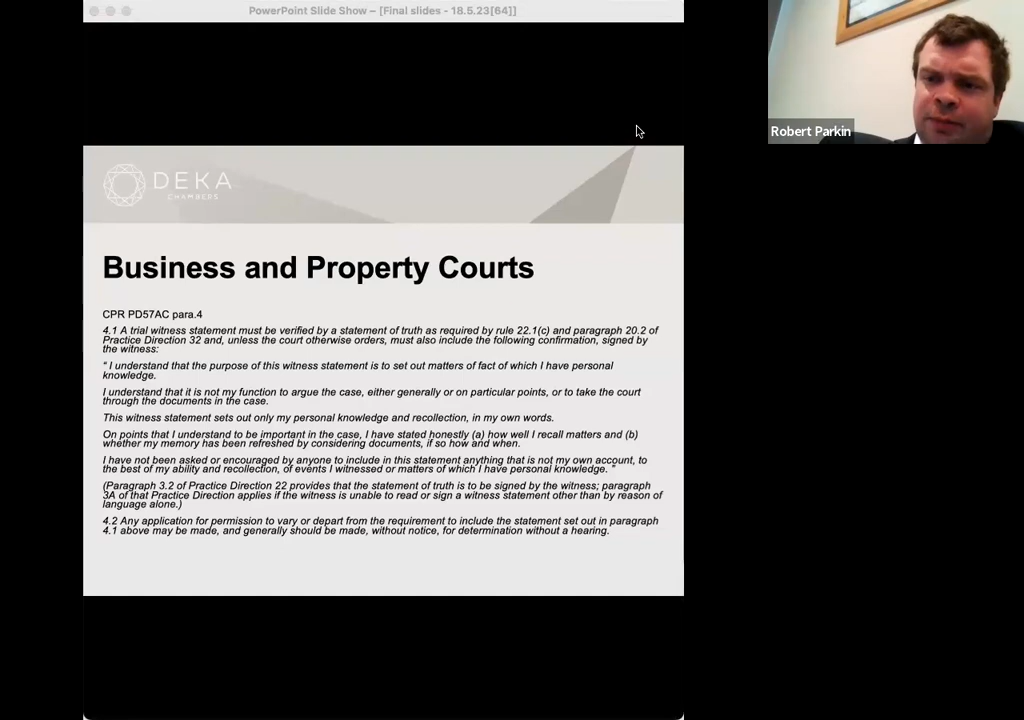 PowerPoint Slide Show – [Final slides - 18.5.23[64]]
Robert Parkin
DEKA
CHAMBERS
Business and Property Courts
CPR PD57AC para.4
4.1 A trial witness statement must be verified by a statement of truth as required by rule 22.1(c) and paragraph 20.2 of
Practice Direction 32 and, unless the court otherwise orders, must also include the following confirmation, signed by
the witness:
" I understand that the purpose of this witness statement is to set out matters of fact of which I have personal
knowledge.
I understand that it is not my function to argue the case, either generally or on particular points, or to take the court
through the documents in the case.
This witness statement sets out only my personal knowledge and recollection, in my own words.
On points that I understand to be important in the case, I have stated honestly (a) how well I recall matters and (b)
whether my memory has been refreshed by considering documents, if so how and when.
I have not been asked or encouraged by anyone to include in this statement anything that is not my own account, to
the best of my ability and recollection, of events I witnessed or matters of which I have personal knowledge. "
(Paragraph 3.2 of Practice Direction 22 provides that the statement of truth is to be signed by the witness; paragraph
3A of that Practice Direction applies if the witness is unable to read or sign a witness statement other than by reason of
language alone.)
4.2 Any application for permission to vary or depart from the requirement to include the statement set out in paragraph
4.1 above may be made, and generally should be made, without notice, for determination without a hearing.